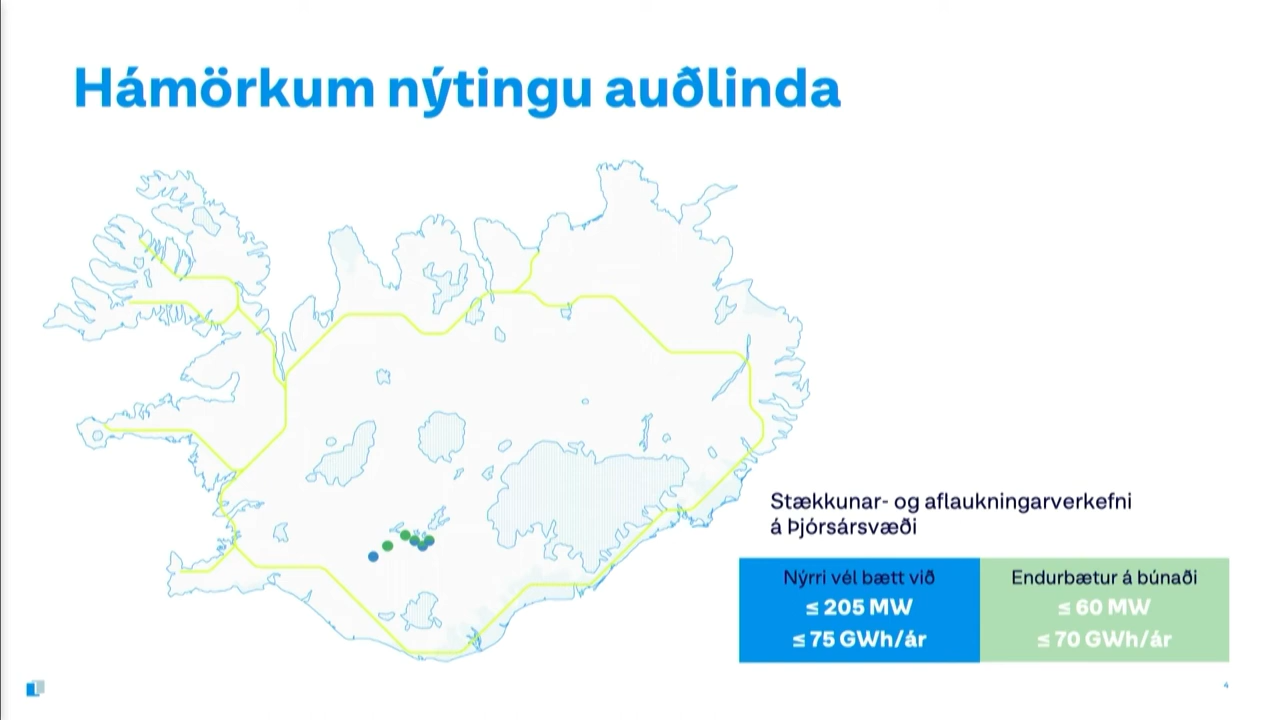 Hámörkum nýtingu auðlinda
Stækkunar- og aflaukningarverkefni
á Þjórsársvæði
Nýrri vél bætt við
≤ 205 MW
≤ 75 GWh/ár
Endurbætur á búnaði
≤ 60 MW
≤ 70 GWh/ár
4